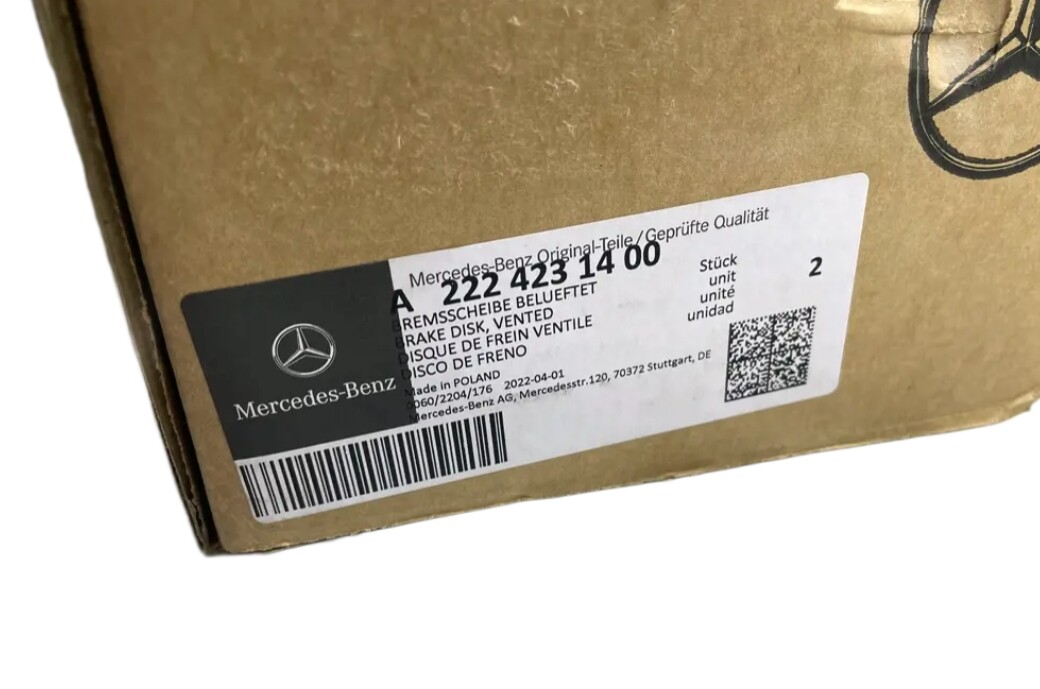 Mercedes-Benz Original-Teile/Geprüfte Qualität
A 222 423 14 00
BREMSSCHEIBE BELUEFTET
BRAKE DISK, VENTED
DISQUE DE FREIN VENTILE
DISCO DE FRENO
Stück
unit
unité
unidad
2
Made in POLAND
0060/2204/176 2022-04-01
Mercedes-Benz AG, Mercedesstr.120, 70372 Stuttgart, DE
Mercedes-Benz